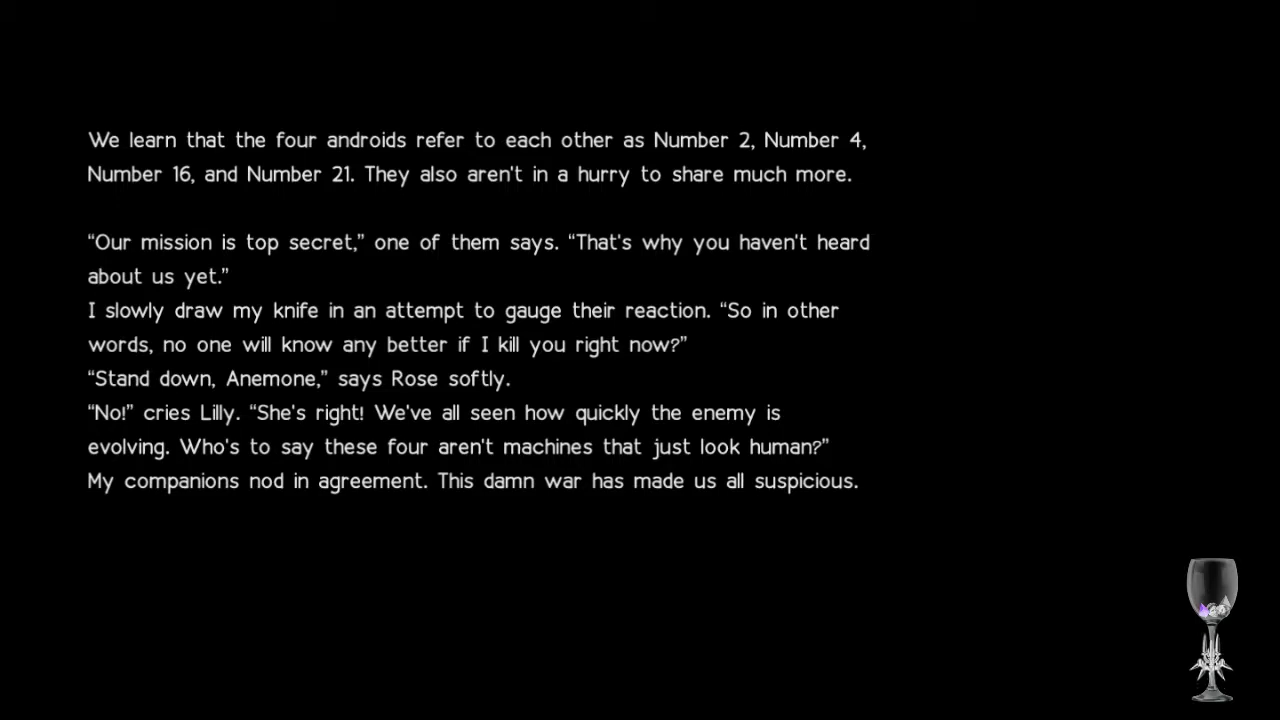 We learn that the four androids refer to each other as Number 2, Number 4,
Number 16, and Number 21. They also aren't in a hurry to share much more.
“Our mission is top secret,” one of them says. “That's why you haven't heard
about us yet.”
I slowly draw my knife in an attempt to gauge their reaction. “So in other
words, no one will know any better if I kill you right now?”
“Stand down, Anemone,” says Rose softly.
“No!” cries Lilly. “She's right! We've all seen how quickly the enemy is
evolving. Who's to say these four aren't machines that just look human?”
My companions nod in agreement. This damn war has made us all suspicious.